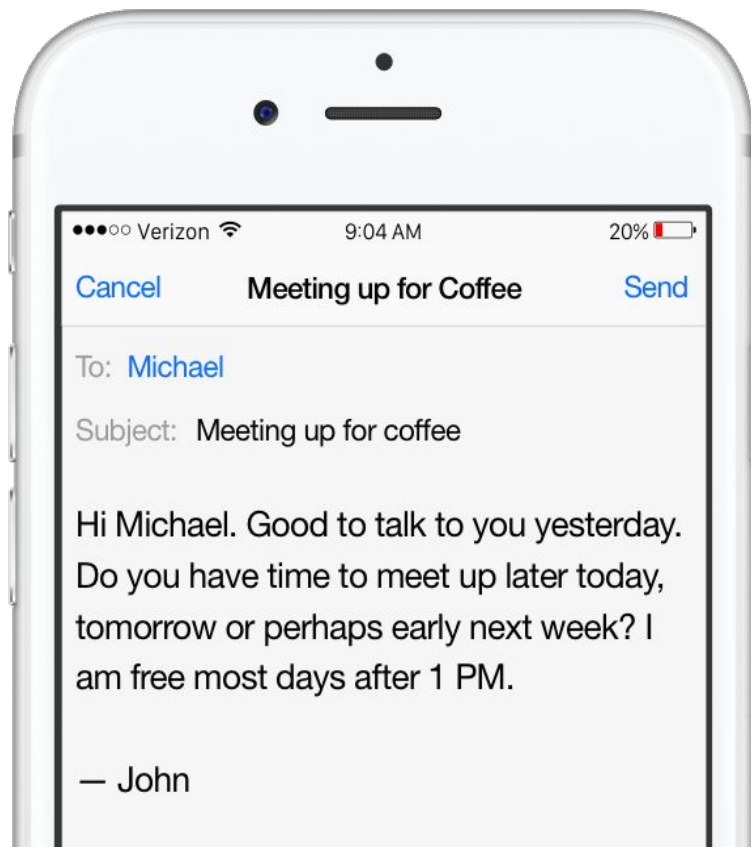 Verizon 9:04 AM 20%
Cancel Meeting up for Coffee Send
To: Michael
Subject: Meeting up for coffee
Hi Michael. Good to talk to you yesterday.
Do you have time to meet up later today,
tomorrow or perhaps early next week? I
am free most days after 1 PM.
— John